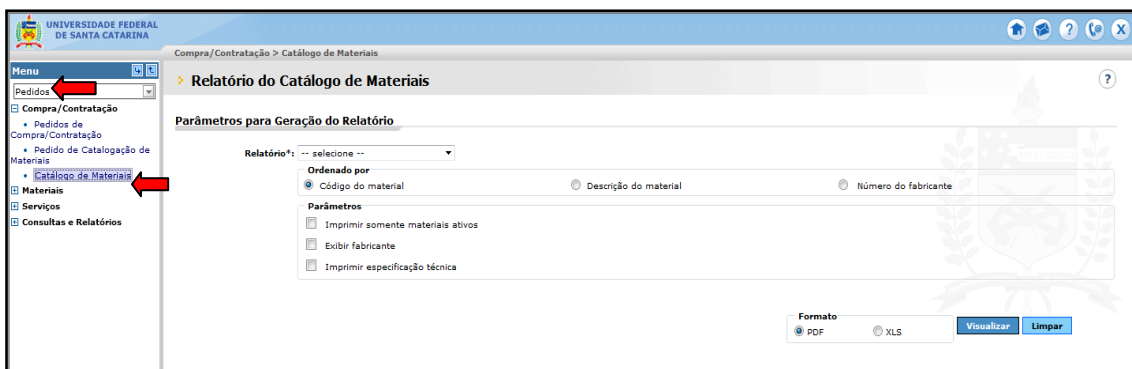 UNIVERSIDADE FEDERAL
DE SANTA CATARINA
Compra/Contratação > Catálogo de Materiais
Menu
Pedidos
Compra/Contratação
Pedidos de
Compra/Contratação
Pedido de Catalogação de
Materiais
Catálogo de Materiais
Materiais
Serviços
Consultas e Relatórios
Relatório do Catálogo de Materiais
?
Parâmetros para Geração do Relatório
Relatório*: -- selecione --
Ordenado por
Código do material Descrição do material Número do fabricante
Parâmetros
Imprimir somente materiais ativos
Exibir fabricante
Imprimir especificação técnica
Formato
PDF XLS Visualizar Limpar